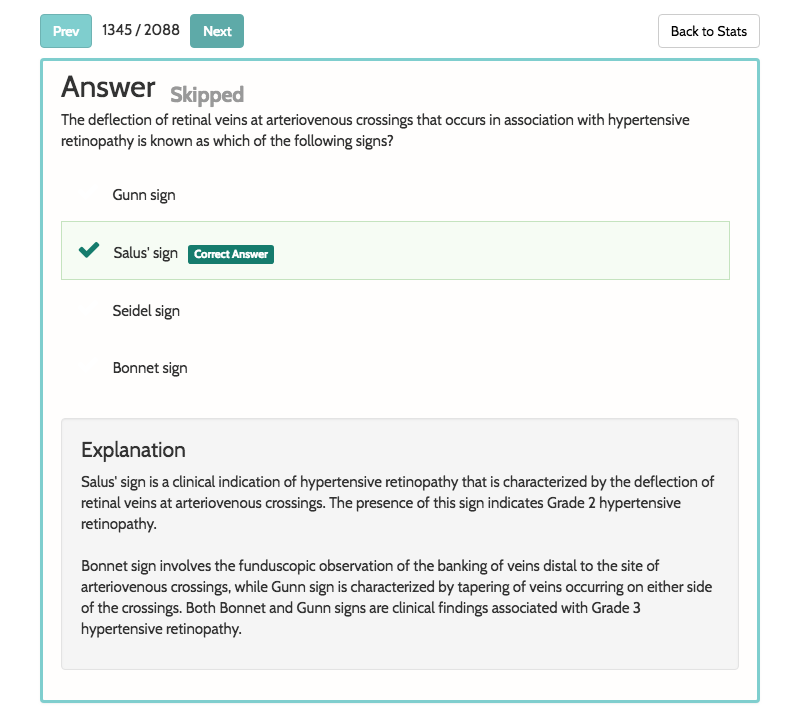 Prev 1345 / 2088 Next Back to Stats
Answer Skipped
The deflection of retinal veins at arteriovenous crossings that occurs in association with hypertensive
retinopathy is known as which of the following signs?
Gunn sign
Salus' sign Correct Answer
Seidel sign
Bonnet sign
Explanation
Salus' sign is a clinical indication of hypertensive retinopathy that is characterized by the deflection of
retinal veins at arteriovenous crossings. The presence of this sign indicates Grade 2 hypertensive
retinopathy.
Bonnet sign involves the funduscopic observation of the banking of veins distal to the site of
arteriovenous crossings, while Gunn sign is characterized by tapering of veins occurring on either side
of the crossings. Both Bonnet and Gunn signs are clinical findings associated with Grade 3
hypertensive retinopathy.